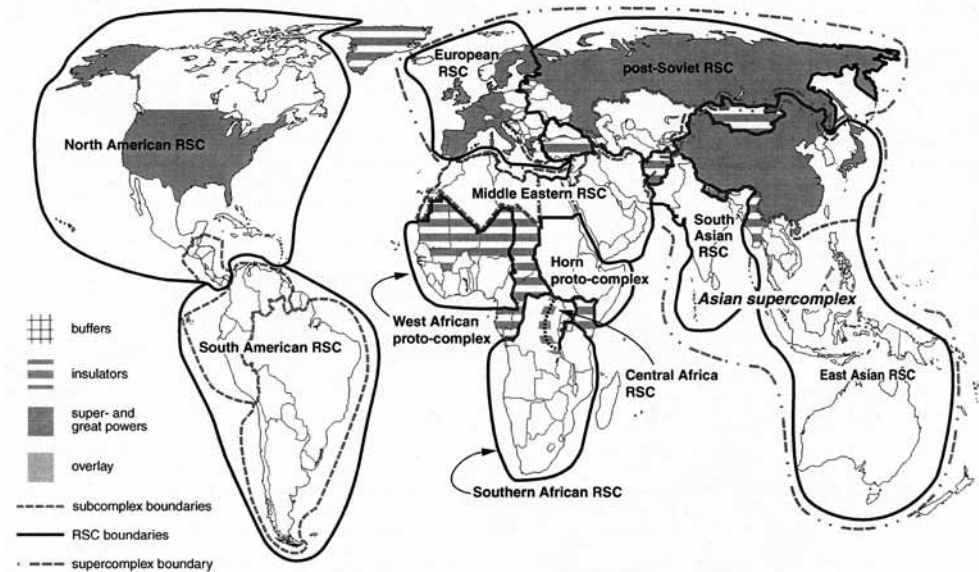 European
RSC
post-Soviet RSC
North American RSC
Middle Eastern RSC
South
Asian
RSC
Horn
proto-complex
Asian supercomplex
West African
proto-complex
South American RSC
Central Africa
RSC
East Asian RSC
Southern African RSC
buffers
insulators
super- and
great powers
overlay
subcomplex boundaries
RSC boundaries
supercomplex boundary